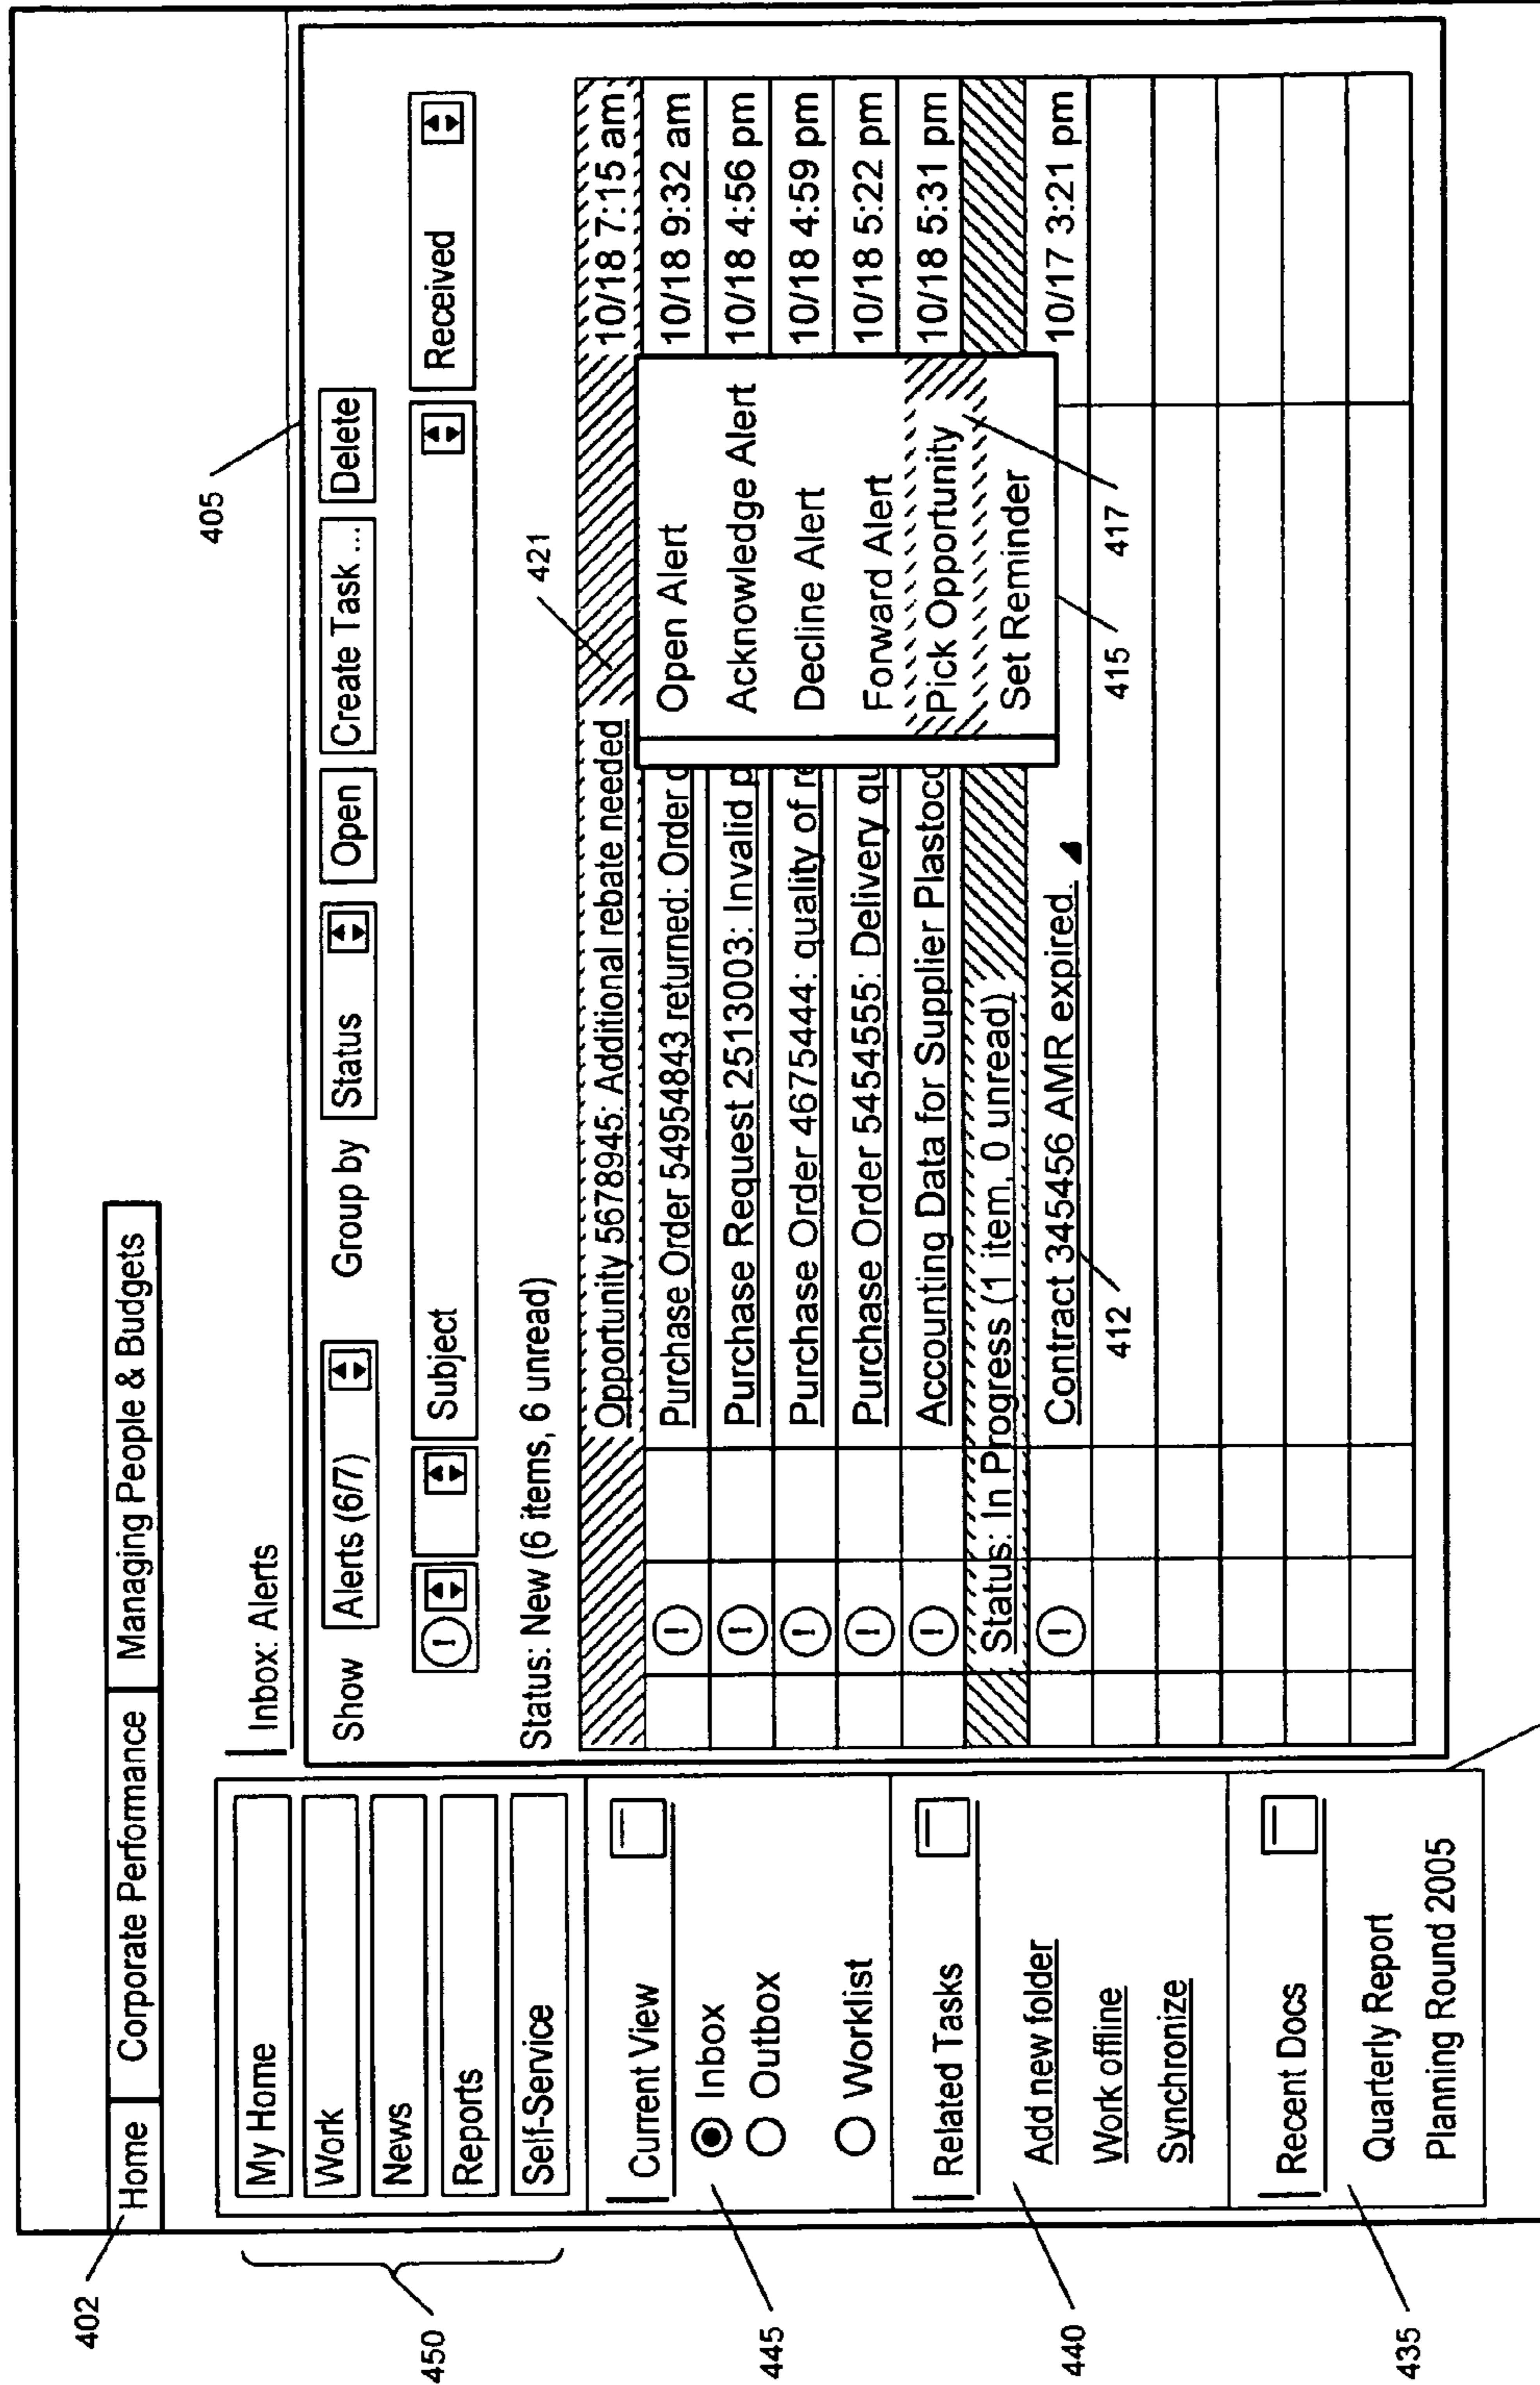 402
Home Corporate Performance Managing People & Budgets
450
My Home
Work
News
Reports
Self-Service
445
Current View
Inbox
Outbox
Worklist
440
Related Tasks
Add new folder
Work offline
Synchronize
435
Recent Docs
Quarterly Report
Planning Round 2005
Inbox: Alerts
405
Show Alerts (6/7) Group by Status Open Create Task ... Delete
! Subject Received
Status: New (6 items, 6 unread)
421
Opportunity 5678945: Additional rebate needed 10/18 7:15 am
! Purchase Order 54954843 returned: Order 10/18 9:32 am
! Purchase Request 2513003: Invalid p 10/18 4:56 pm
! Purchase Order 4675444: quality of re 10/18 4:59 pm
! Purchase Order 5454555: Delivery qu 10/18 5:22 pm
! Accounting Data for Supplier Plastoc 10/18 5:31 pm
Status: In Progress (1 item, 0 unread)
! Contract 345456 AMR expired. 10/17 3:21 pm
412
Open Alert
Acknowledge Alert
Decline Alert
Forward Alert
Pick Opportunity
Set Reminder
415
417